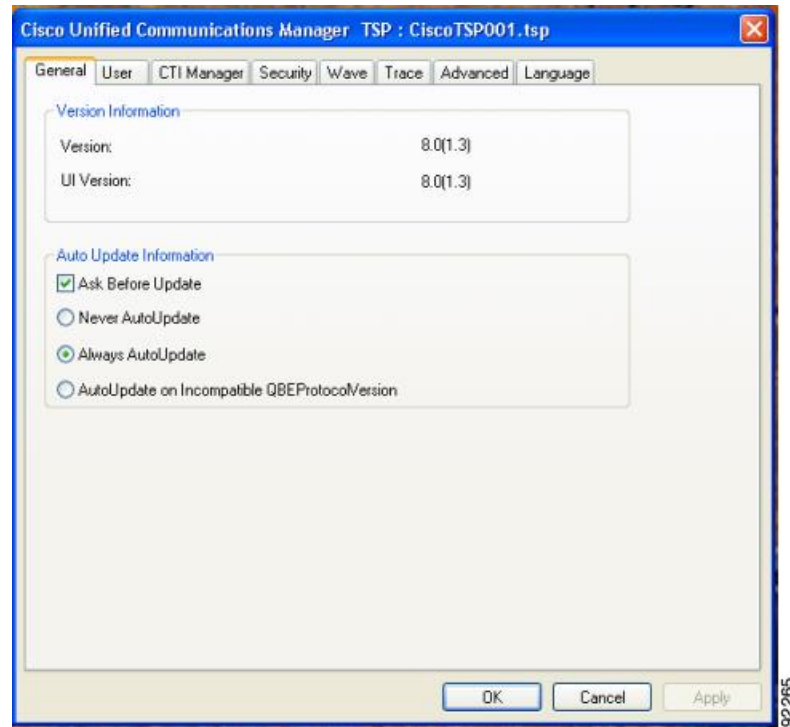 Cisco Unified Communications Manager TSP : CiscoTSP001.tsp
General User CTI Manager Security Wave Trace Advanced Language
Version Information
Version: 8.0(1.3)
UI Version: 8.0(1.3)
Auto Update Information
Ask Before Update
Never AutoUpdate
Always AutoUpdate
AutoUpdate on Incompatible QBEProtocolVersion
OK Cancel Apply